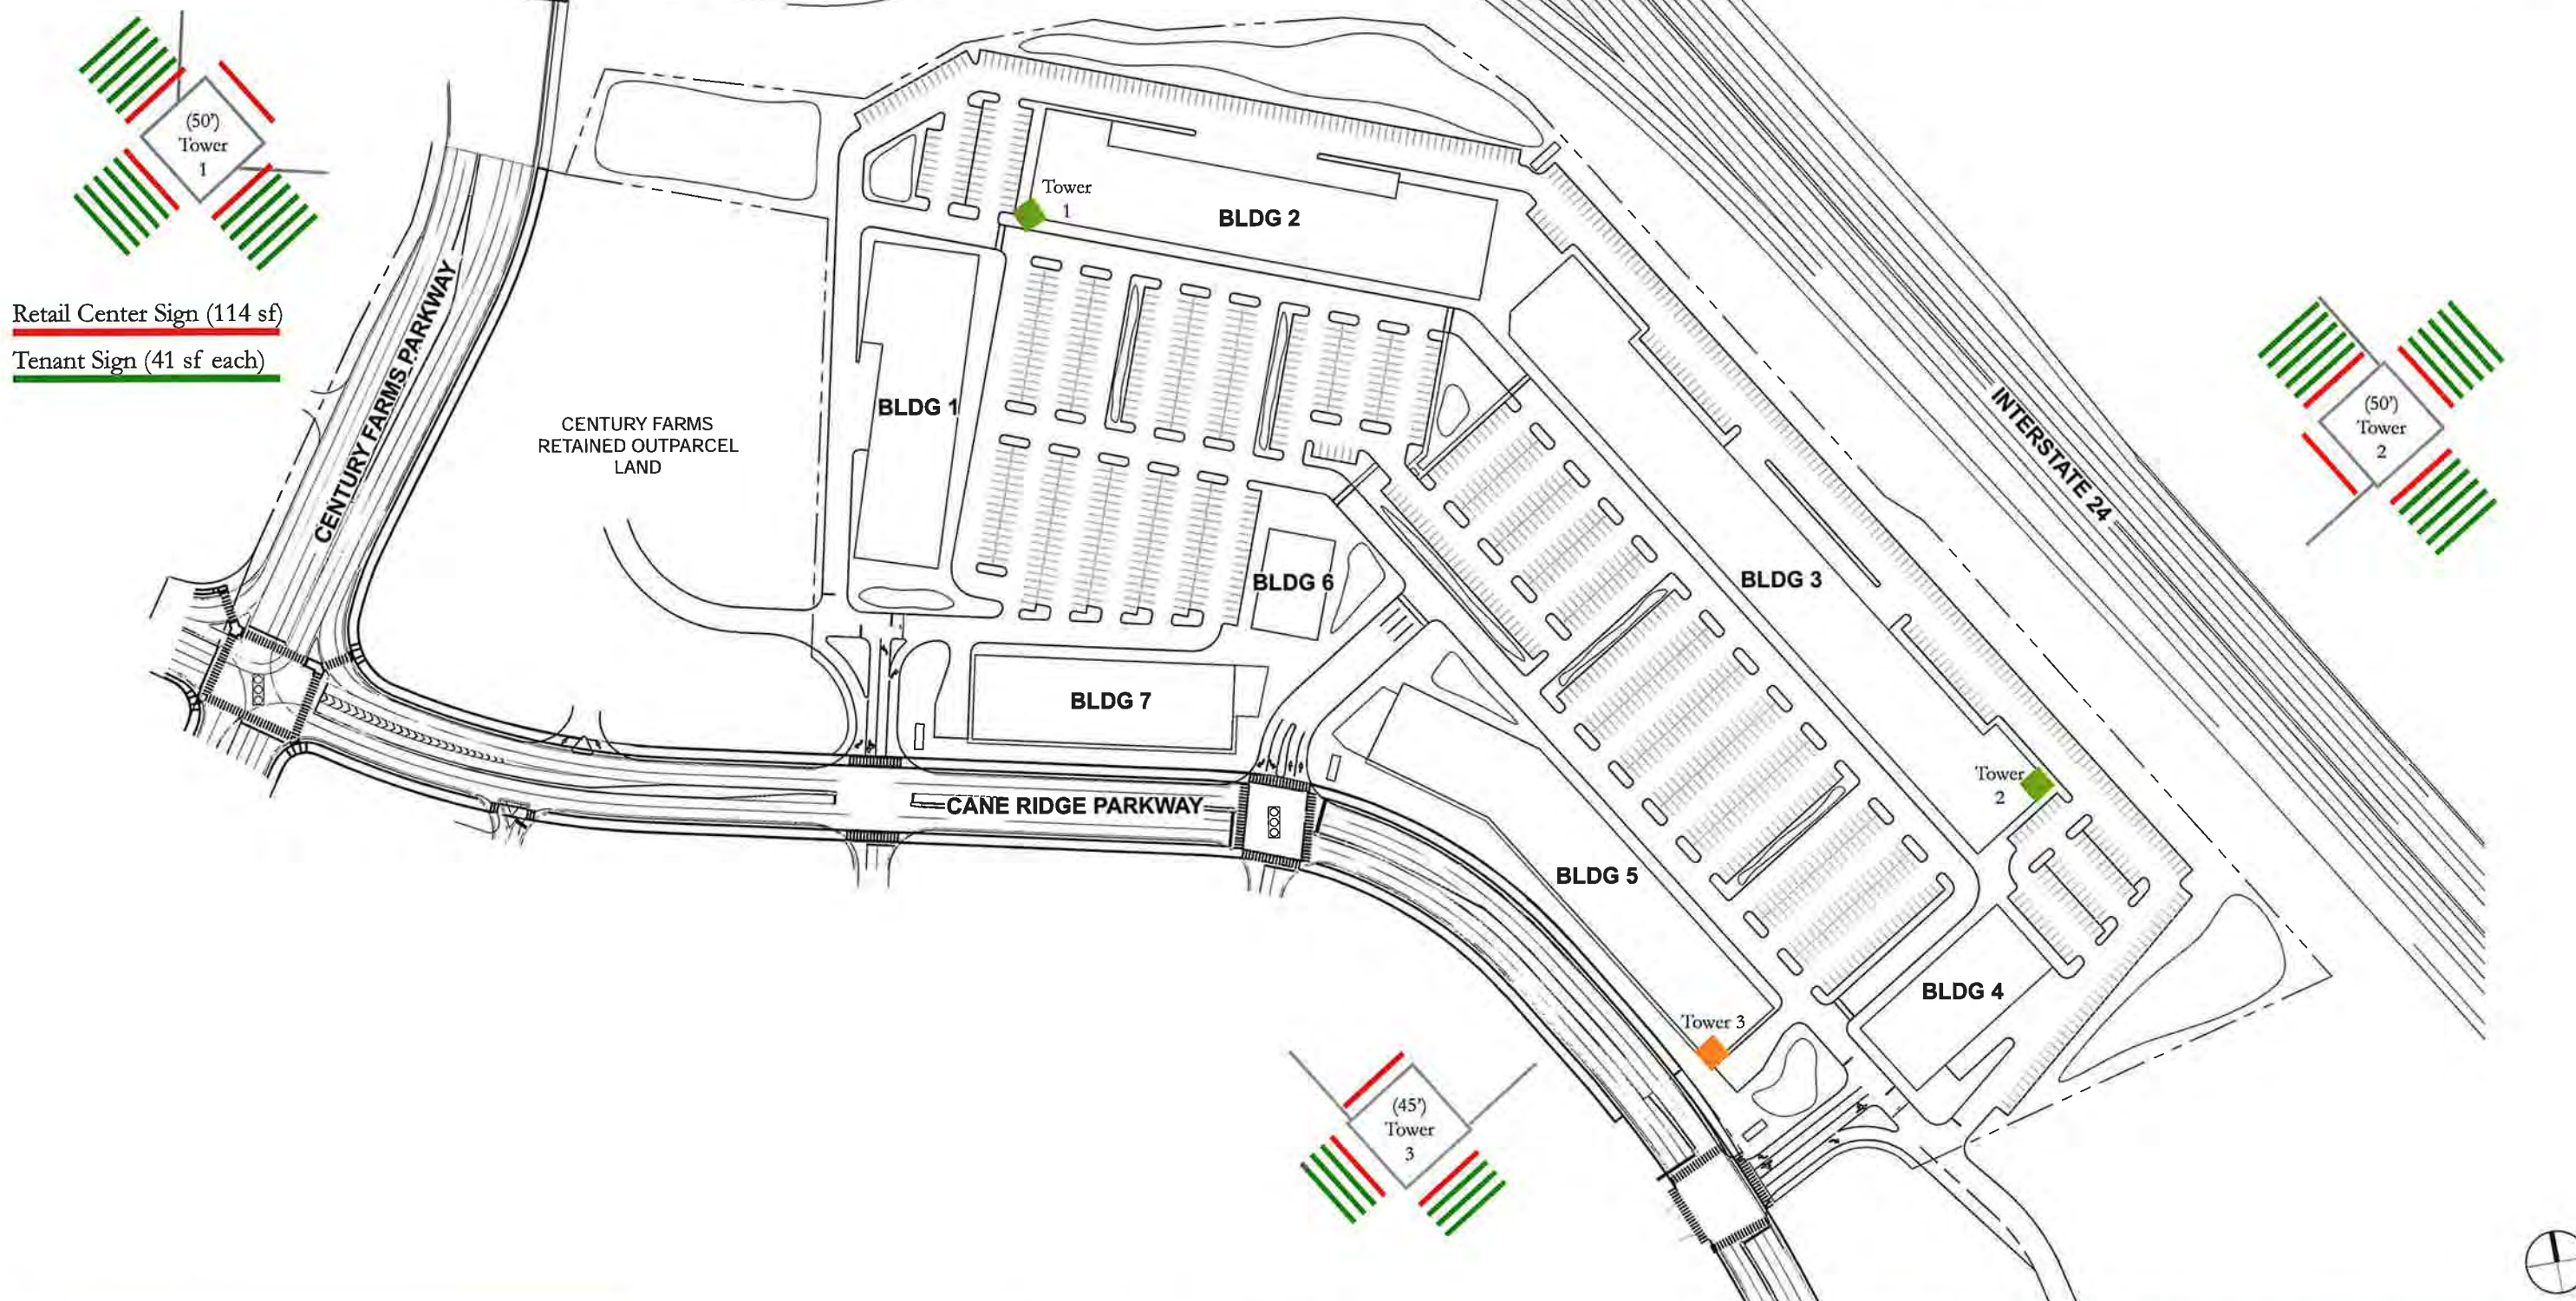 (50')
Tower
1
Retail Center Sign (114 sf)
Tenant Sign (41 sf each)
CENTURY FARMS PARKWAY
CENTURY FARMS
RETAINED OUTPARCEL
LAND
Tower
1
BLDG 2
BLDG 1
INTERSTATE 24
(50')
Tower
2
BLDG 6
BLDG 3
BLDG 7
Tower
2
CANE RIDGE PARKWAY
BLDG 5
BLDG 4
Tower 3
(45')
Tower
3